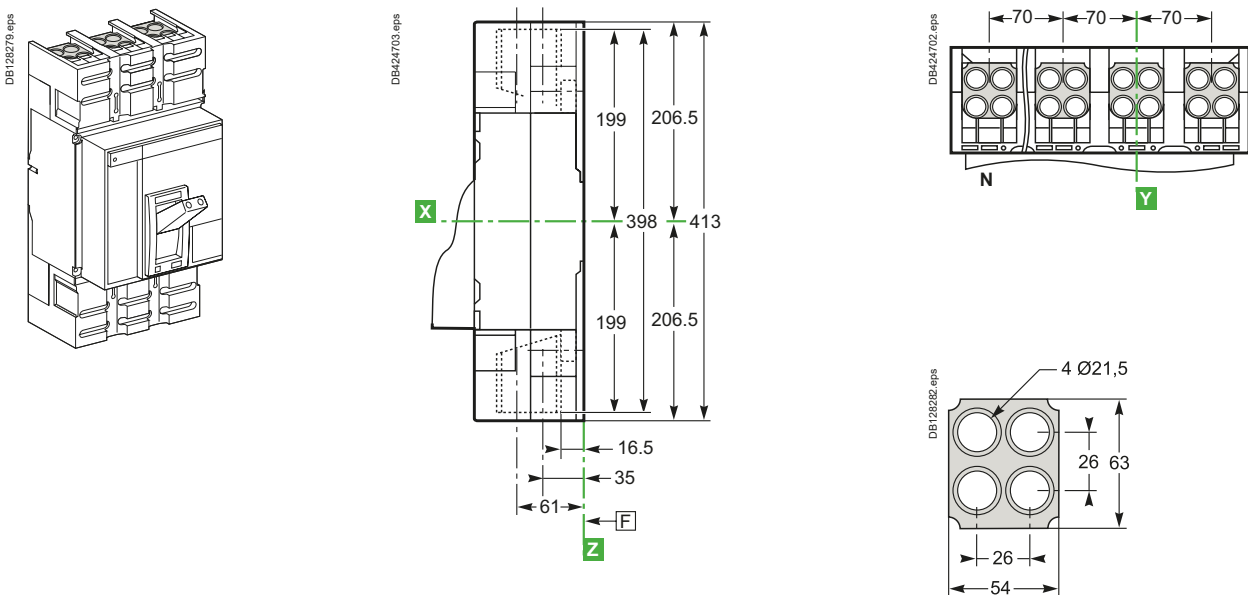 DB128279.eps
DB424703.eps
199
206.5
X
398
413
199
206.5
16.5
35
61
F
Z
DB424702.eps
70 70 70
N
Y
DB128282.eps
4 Ø21,5
26 63
26
54